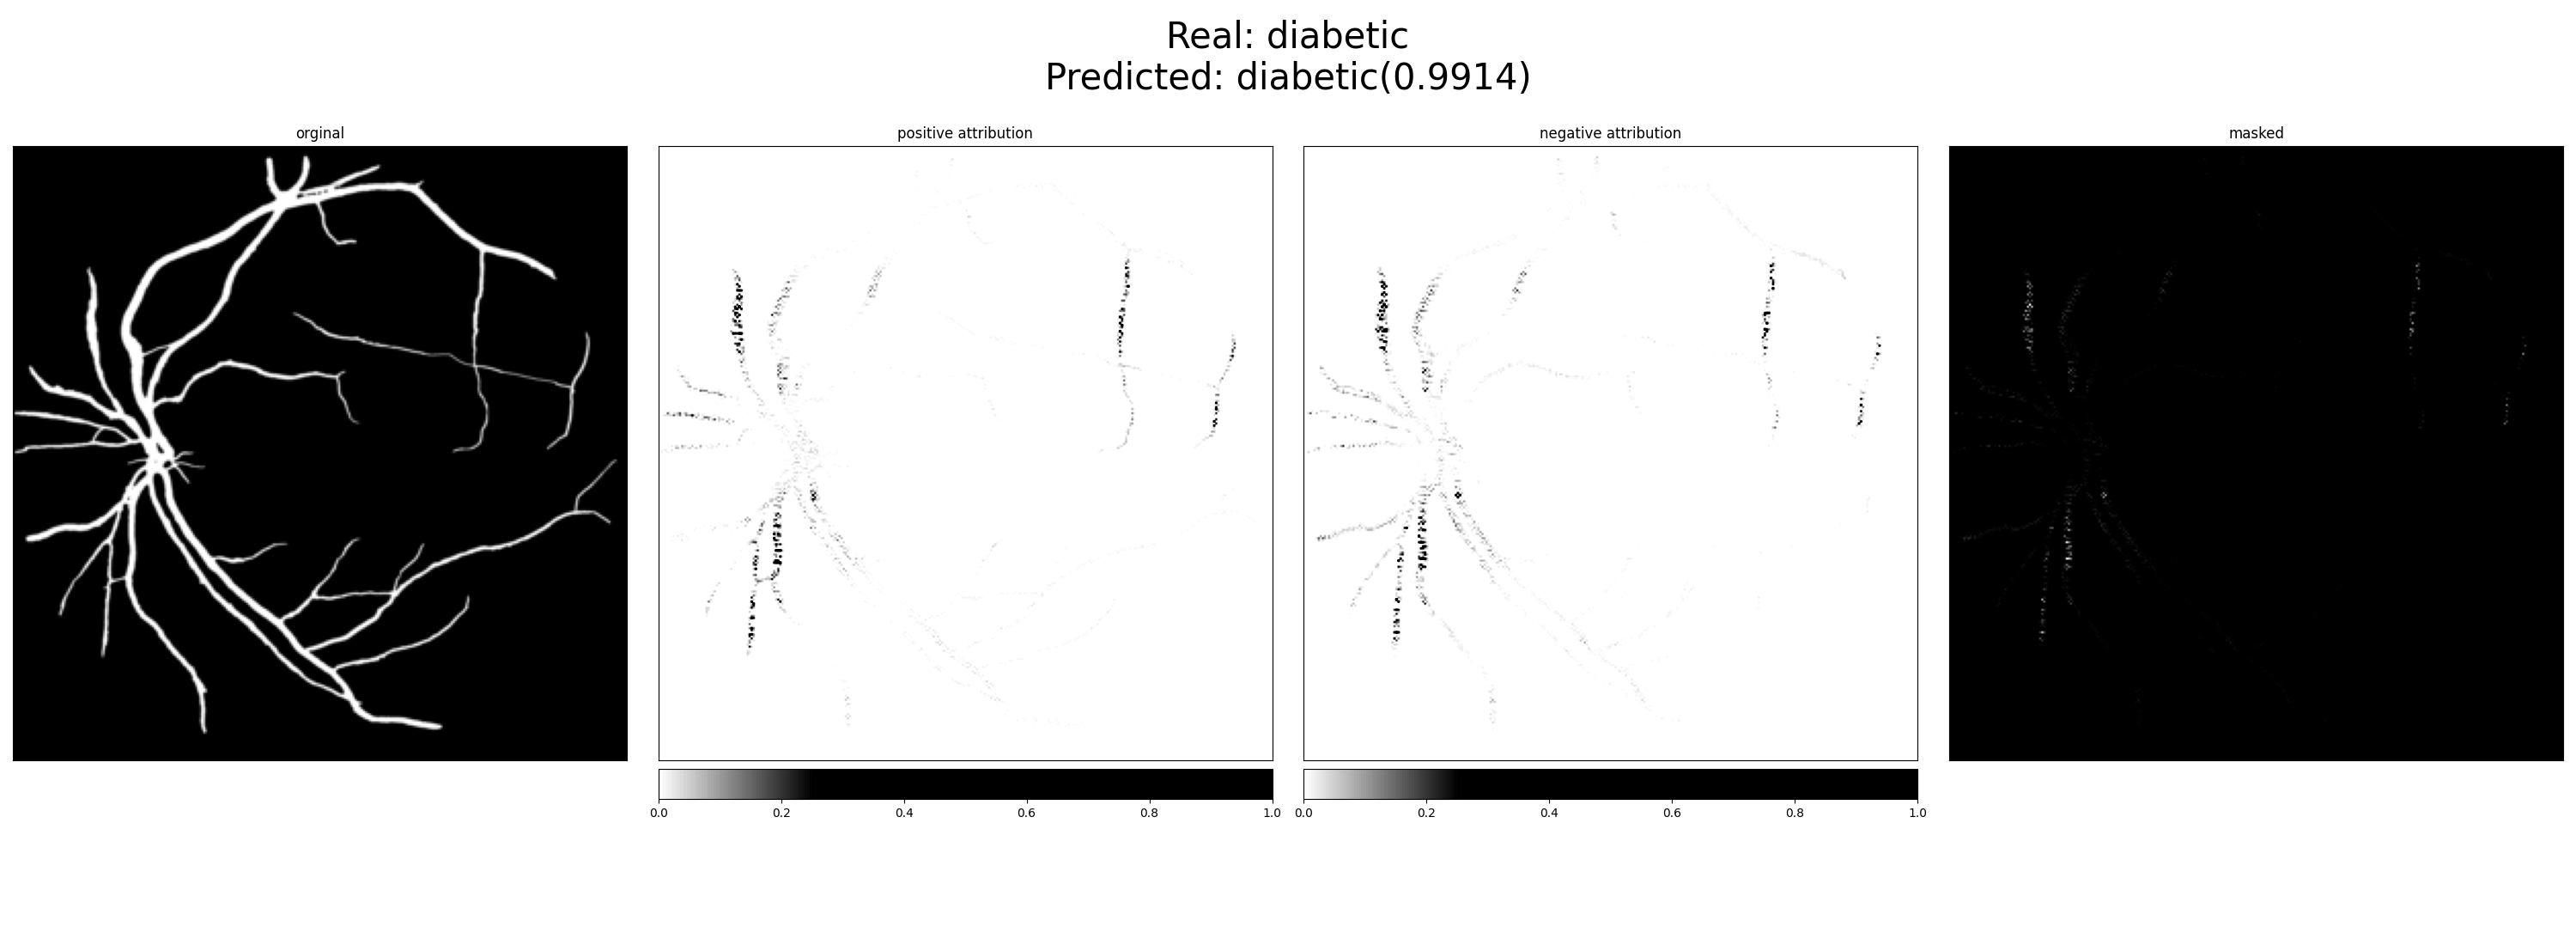 Real: diabetic
Predicted: diabetic(0.9914)
orginal
positive attribution
negative attribution
masked
0.0 0.2 0.4 0.6 0.8 1.0
0.0 0.2 0.4 0.6 0.8 1.0